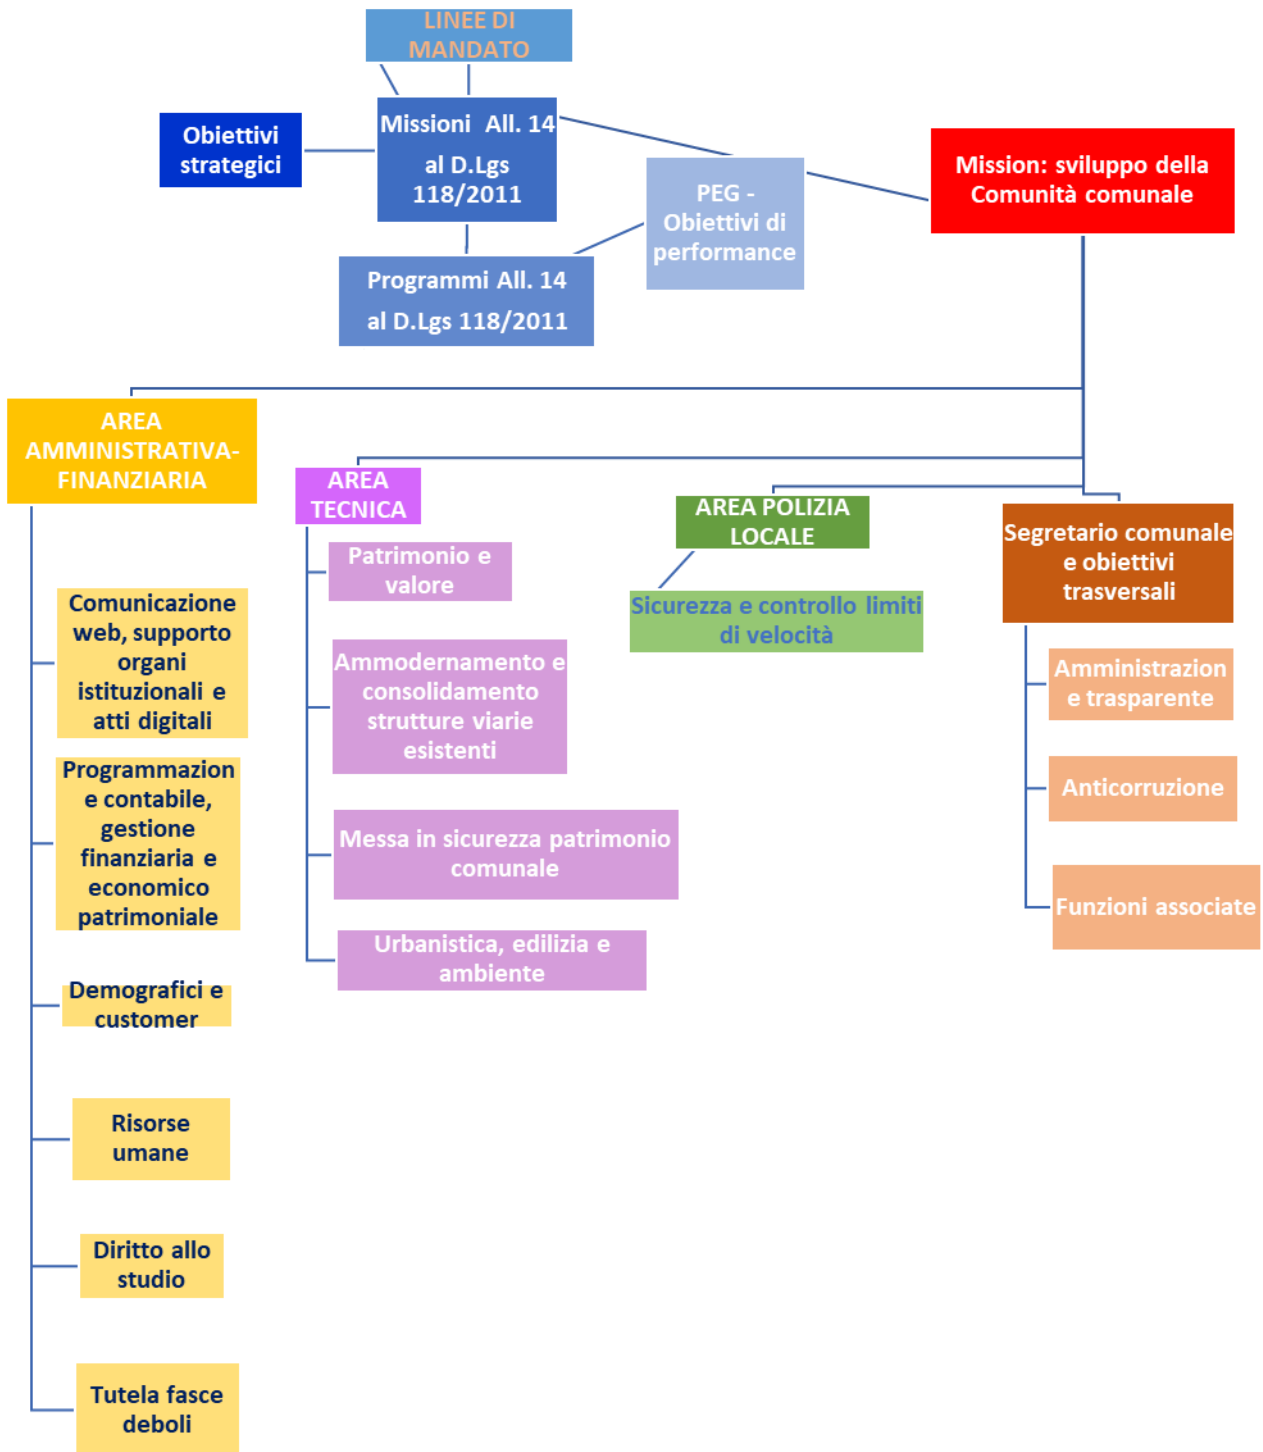 LINEE DI
MANDATO
Missioni All. 14
al D.Lgs
118/2011
Obiettivi
strategici
PEG -
Obiettivi di
performance
Mission: sviluppo della
Comunità comunale
Programmi All. 14
al D.Lgs 118/2011
AREA
AMMINISTRATIVA-
FINANZIARIA
Comunicazione
web, supporto
organi
istituzionali e
atti digitali
Programmazion
e contabile,
gestione
finanziaria e
economico
patrimoniale
Demografici e
customer
Risorse
umane
Diritto allo
studio
Tutela fasce
deboli
AREA
TECNICA
Patrimonio e
valore
Ammodernamento e
consolidamento
strutture viarie
esistenti
Messa in sicurezza patrimonio
comunale
Urbanistica, edilizia e
ambiente
AREA POLIZIA
LOCALE
Sicurezza e controllo limiti
di velocità
Segretario comunale
e obiettivi
trasversali
Amministrazion
e trasparente
Anticorruzione
Funzioni associate